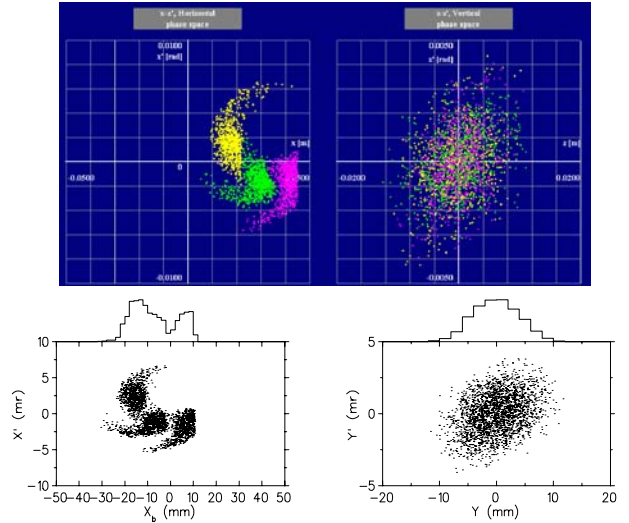 x-x', Horizontal
phase space
z-z', Vertical
phase space
0.0100
x' [rad]
0.0050
z' [rad]
x [m]
z [m]
-0.0500
0
-0.0200
0.0200
-0.0100
-0.0050
10
5
0
-5
-10
X' (mr)
-50 -40 -30 -20 -10 0 10 20 30 40 50
X_b (mm)
5
0
-5
Y' (mr)
-20 -10 0 10 20
Y (mm)